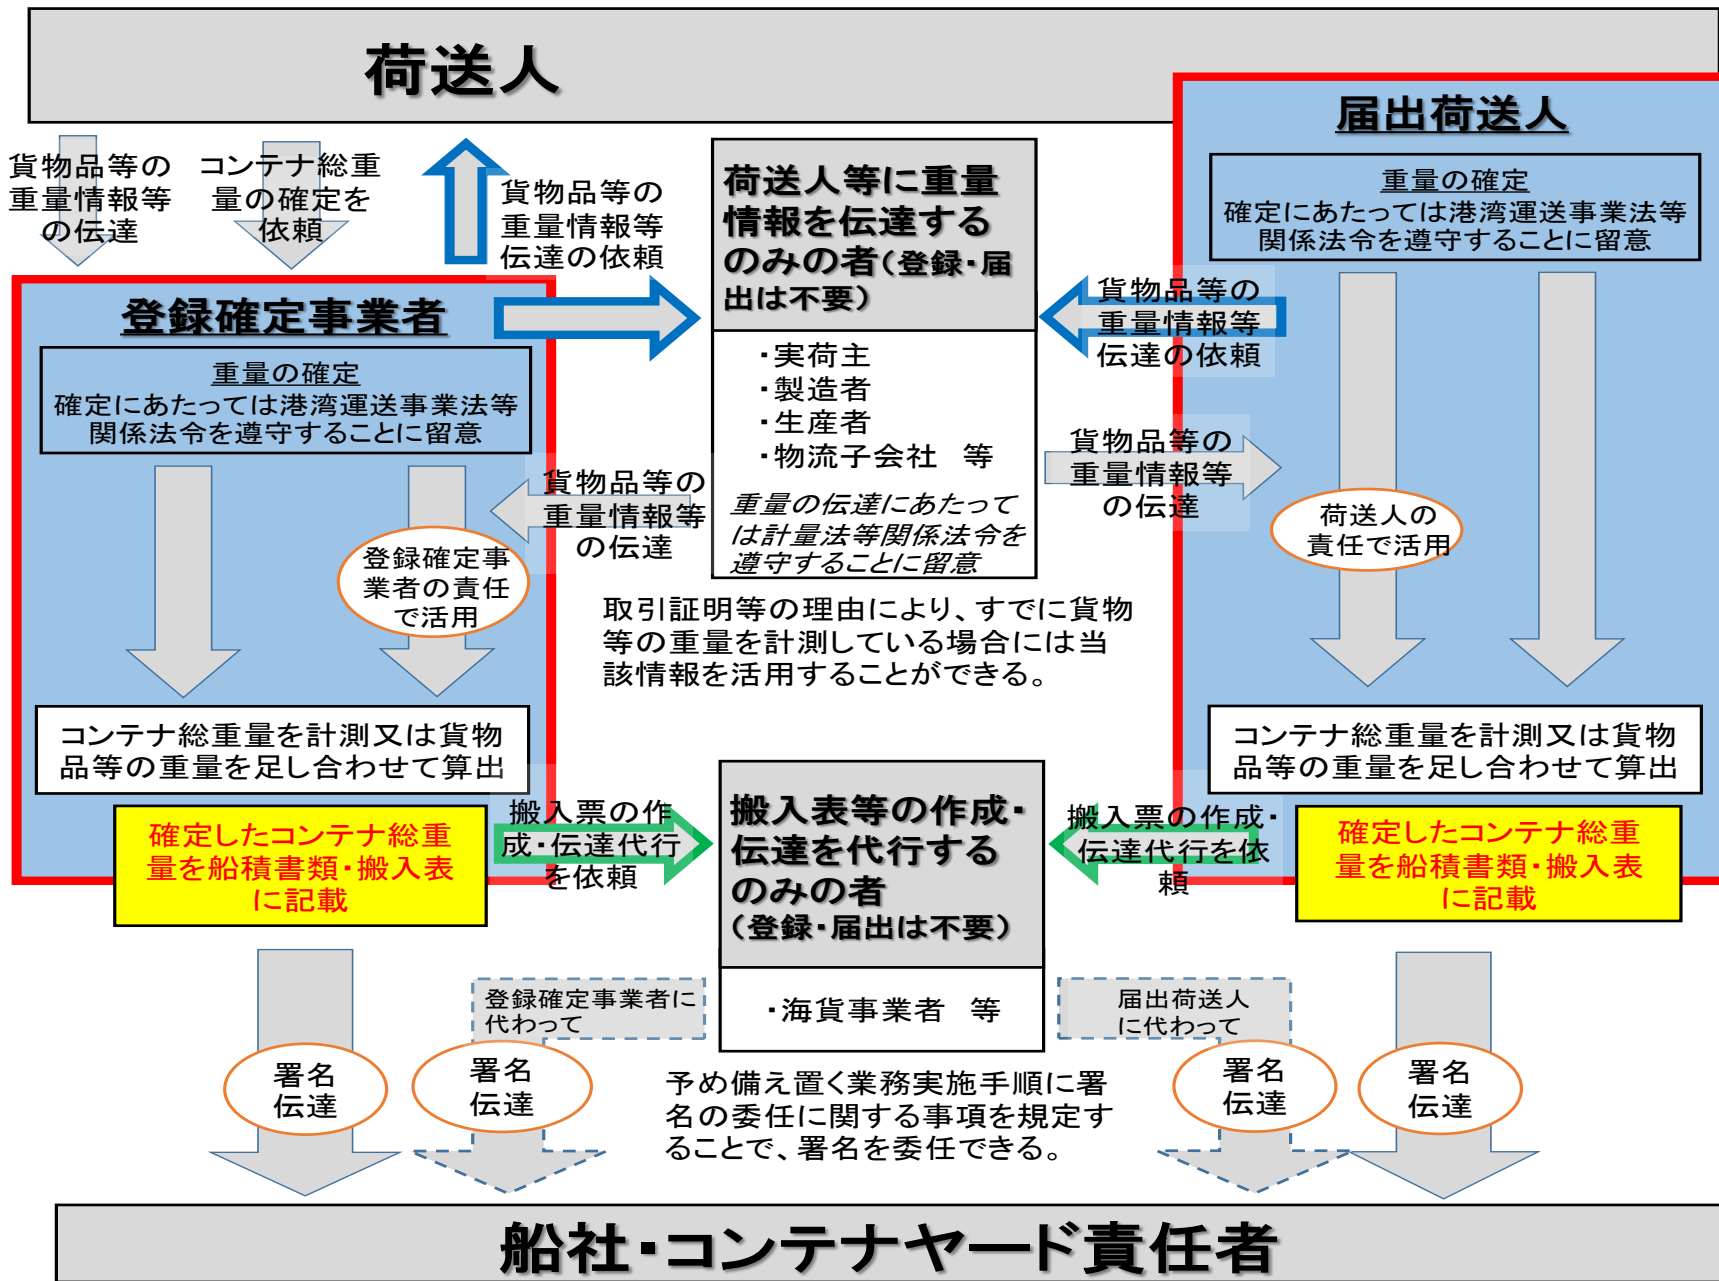 荷送人
届出荷送人
重量の確定
確定にあたっては港湾運送事業法等
関係法令を遵守することに留意
貨物品等の
重量情報等
の伝達
コンテナ総重
量の確定を
依頼
貨物品等の
重量情報等
伝達の依頼
荷送人等に重量
情報を伝達する
のみの者(登録・届
出は不要)
・実荷主
・製造者
・生産者
・物流子会社　等
重量の伝達にあたって
は計量法等関係法令を
遵守することに留意
貨物品等の
重量情報等
伝達の依頼
貨物品等の
重量情報等
の伝達
荷送人の
責任で活用
登録確定事業者
重量の確定
確定にあたっては港湾運送事業法等
関係法令を遵守することに留意
貨物品等の
重量情報等
の伝達
登録確定事
業者の責任
で活用
取引証明等の理由により、すでに貨物
等の重量を計測している場合には当
該情報を活用することができる。
コンテナ総重量を計測又は貨物
品等の重量を足し合わせて算出
コンテナ総重量を計測又は貨物
品等の重量を足し合わせて算出
確定したコンテナ総重
量を船積書類・搬入表
に記載
搬入票の作
成・伝達代行
を依頼
搬入表等の作成・
伝達を代行する
のみの者
(登録・届出は不要)
・海貨事業者　等
搬入票の作成・
伝達代行を依
頼
確定したコンテナ総重
量を船積書類・搬入表
に記載
登録確定事業者に
代わって
届出荷送人
に代わって
署名
伝達
署名
伝達
署名
伝達
署名
伝達
予め備え置く業務実施手順に署
名の委任に関する事項を規定す
ることで、署名を委任できる。
船社・コンテナヤード責任者